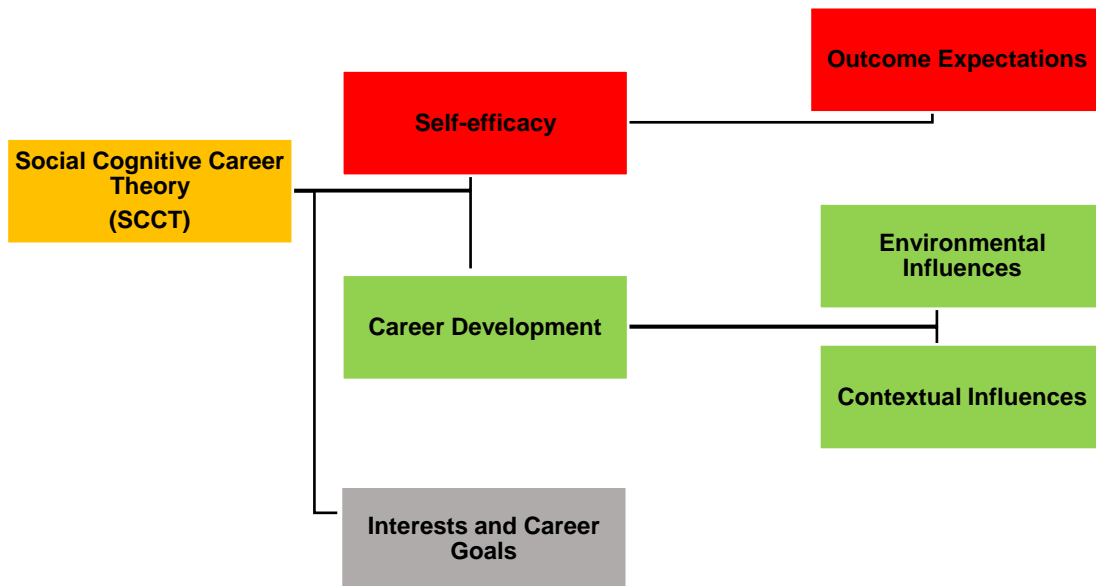 Outcome Expectations
Self-efficacy
Social Cognitive Career
Theory
(SCCT)
Environmental
Influences
Career Development
Contextual Influences
Interests and Career
Goals